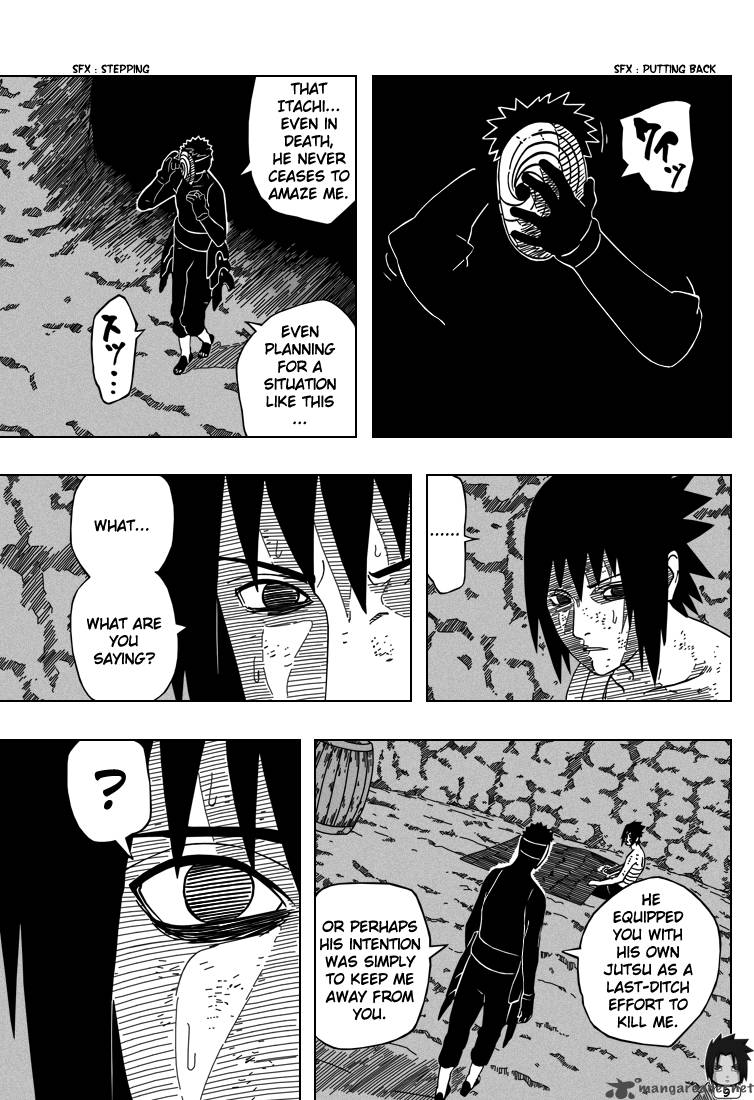 SFX : PUTTING BACK
クイッ
SFX : STEPPING
THAT
ITACHI...
EVEN IN
DEATH,
HE NEVER
CEASES TO
AMAZE ME.
スッ...
EVEN
PLANNING
FOR A
SITUATION
LIKE THIS
...
.......
WHAT...
WHAT ARE
YOU
SAYING?
HE
EQUIPPED
YOU WITH
HIS OWN
JUTSU AS A
LAST-DITCH
EFFORT TO
KILL ME.
OR PERHAPS
HIS INTENTION
WAS SIMPLY
TO KEEP ME
AWAY FROM
YOU.
?
mangareader.net
9